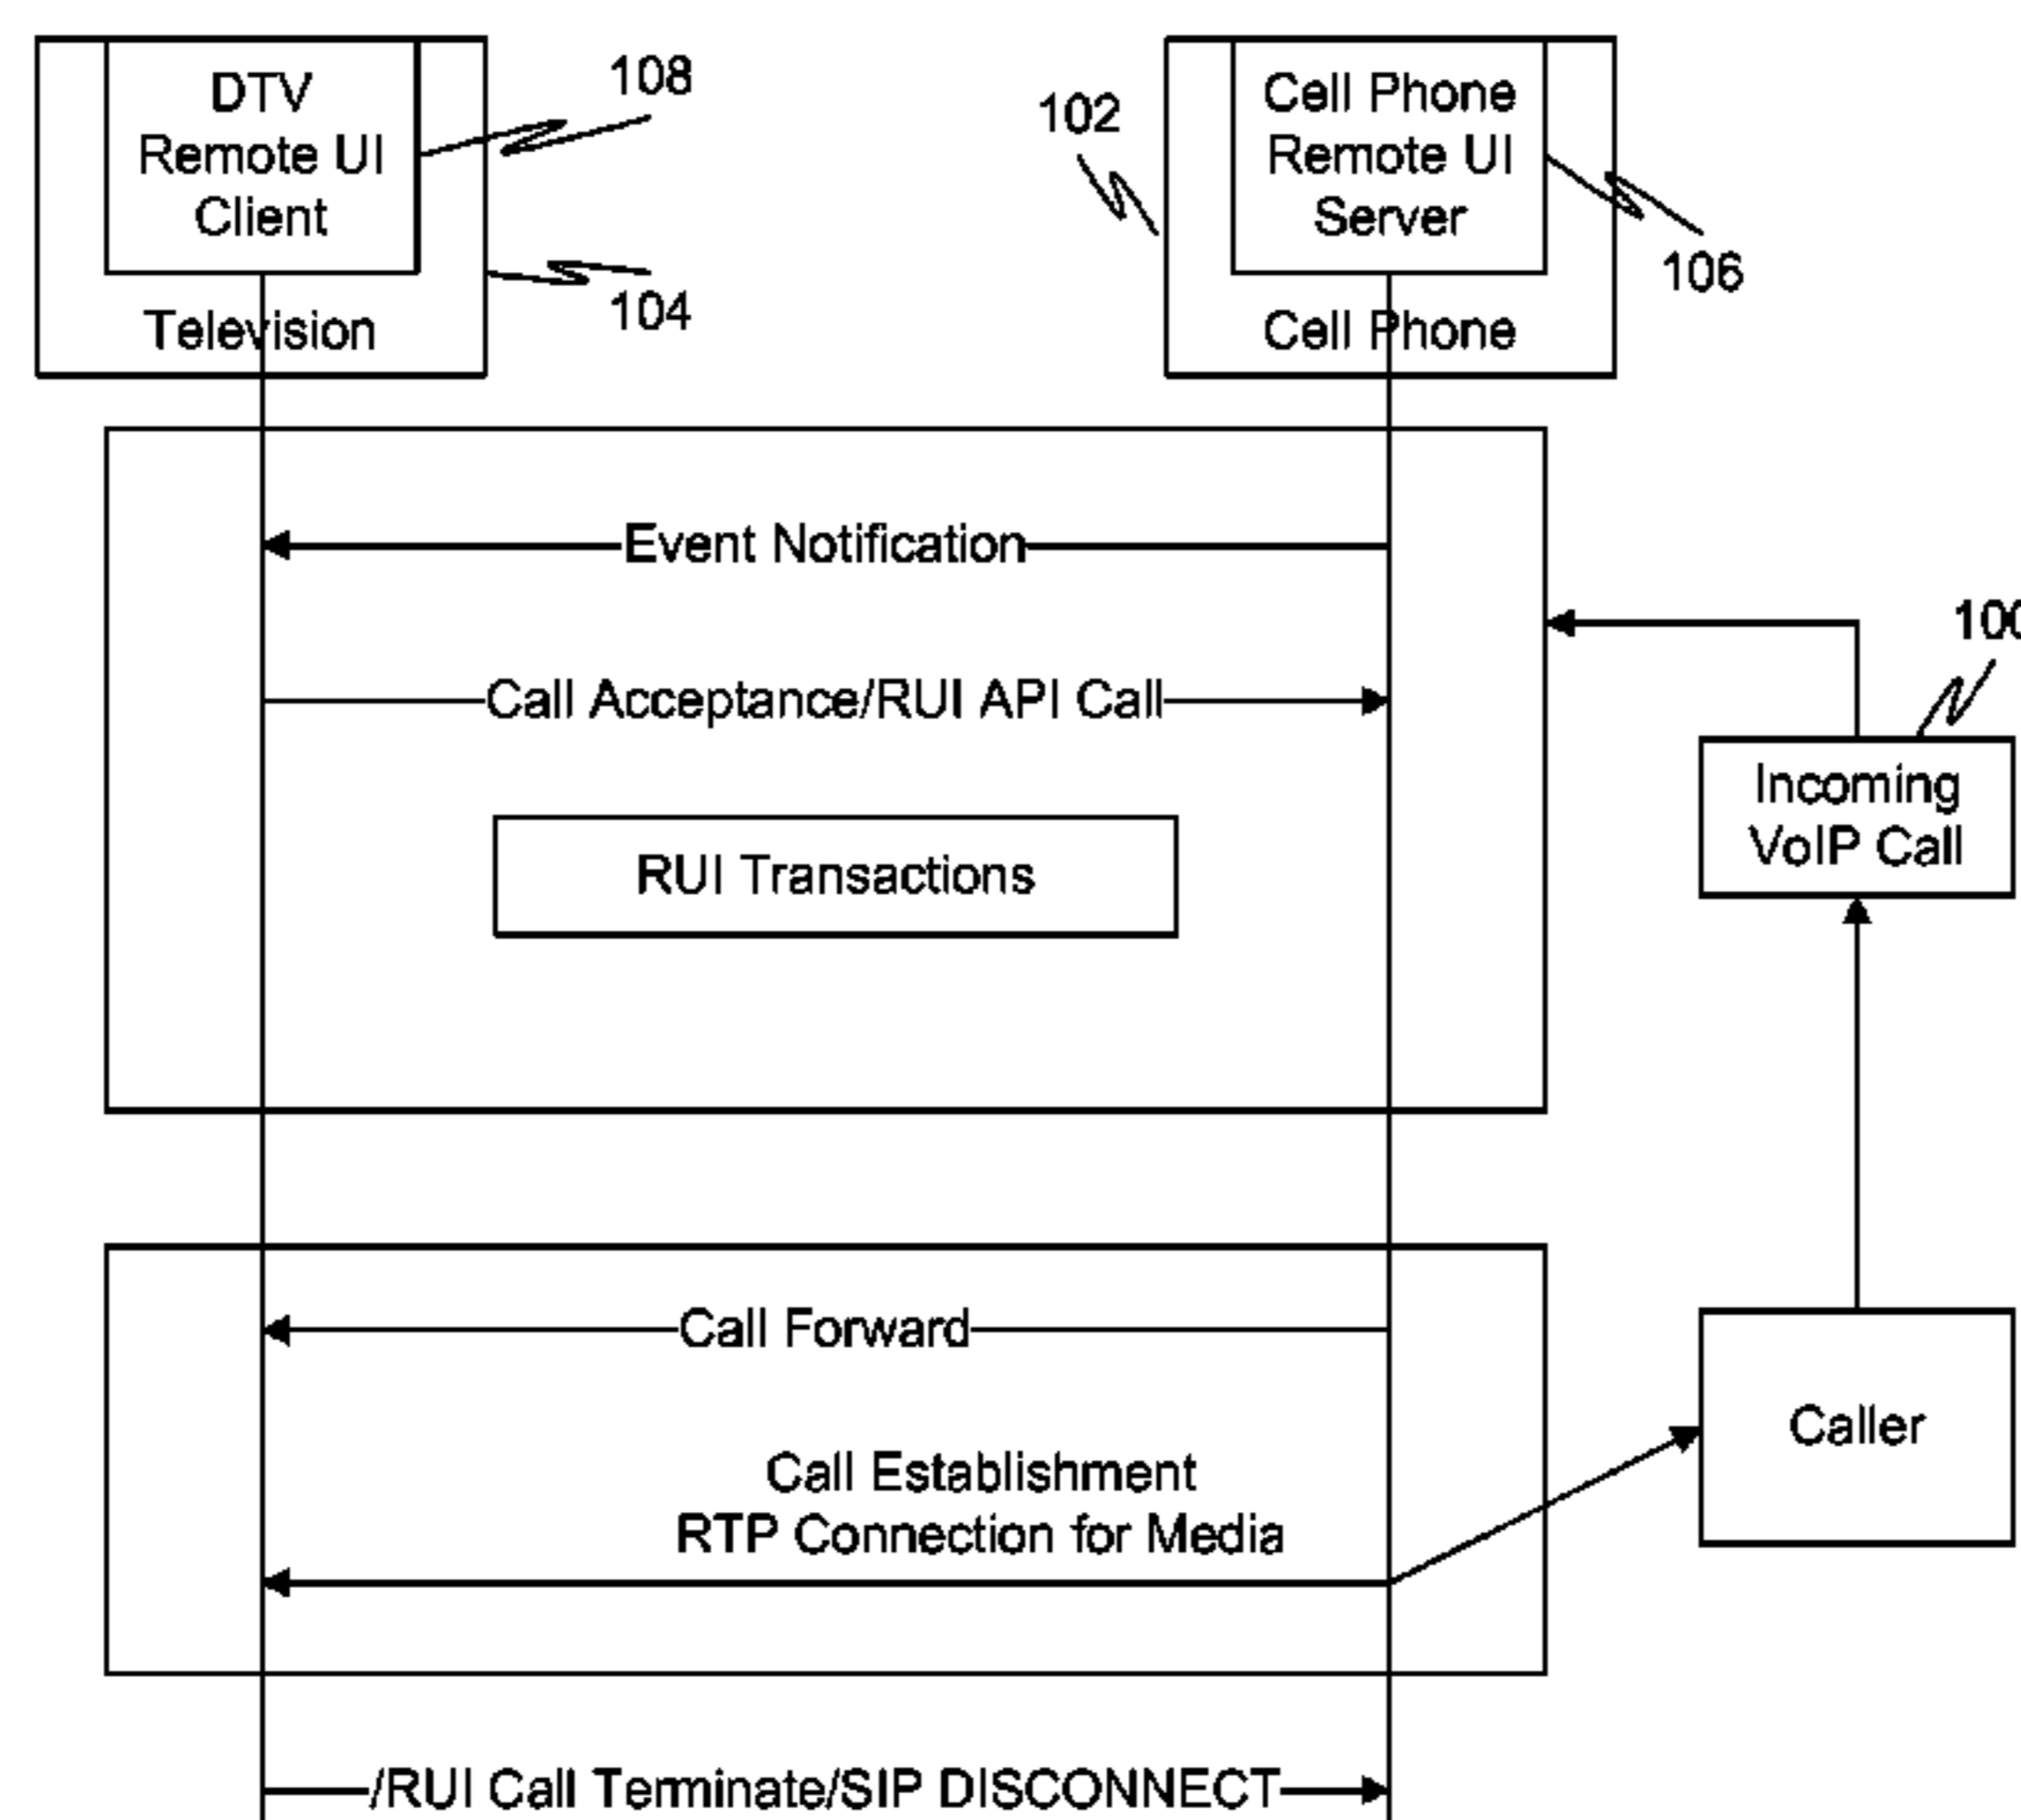 DTV
Remote UI
Client
108
104
Television
102
Cell Phone
Remote UI
Server
106
Cell Phone
Event Notification
Call Acceptance/RUI API Call
100
Incoming
VoIP Call
RUI Transactions
Call Forward
Caller
Call Establishment
RTP Connection for Media
/RUI Call Terminate/SIP DISCONNECT